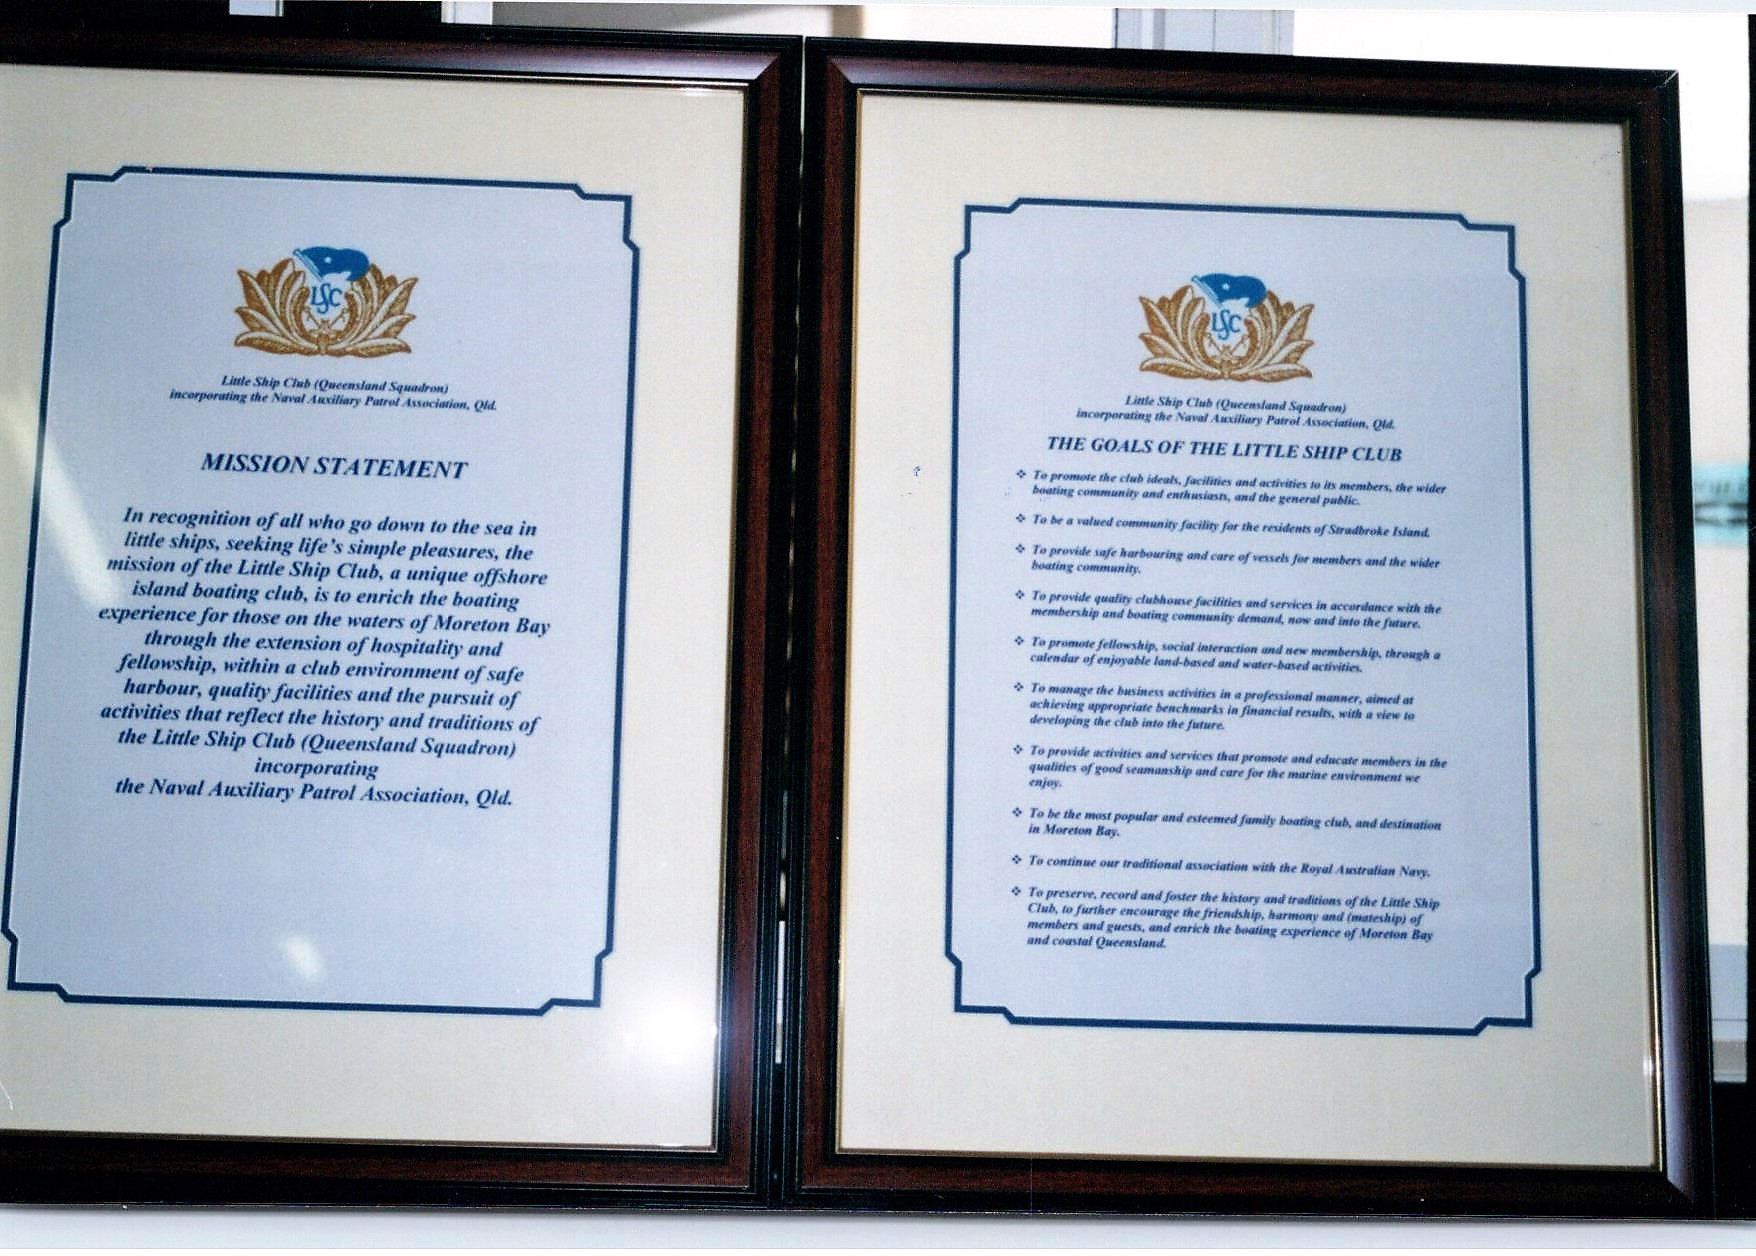 LSC
Little Ship Club (Queensland Squadron)
incorporating the Naval Auxiliary Patrol Association, Qld.
MISSION STATEMENT
In recognition of all who go down to the sea in
little ships, seeking life's simple pleasures, the
mission of the Little Ship Club, a unique offshore
island boating club, is to enrich the boating
experience for those on the waters of Moreton Bay
through the extension of hospitality and
fellowship, within a club environment of safe
harbour, quality facilities and the pursuit of
activities that reflect the history and traditions of
the Little Ship Club (Queensland Squadron)
incorporating
the Naval Auxiliary Patrol Association, Qld.
LSC
Little Ship Club (Queensland Squadron)
incorporating the Naval Auxiliary Patrol Association, Qld.
THE GOALS OF THE LITTLE SHIP CLUB
❖ To promote the club ideals, facilities and activities to its members, the wider
boating community and enthusiasts, and the general public.
❖ To be a valued community facility for the residents of Stradbroke Island.
❖ To provide safe harbouring and care of vessels for members and the wider
boating community.
❖ To provide quality clubhouse facilities and services in accordance with the
membership and boating community demand, now and into the future.
❖ To promote fellowship, social interaction and new membership, through a
calendar of enjoyable land-based and water-based activities.
❖ To manage the business activities in a professional manner, aimed at
achieving appropriate benchmarks in financial results, with a view to
developing the club into the future.
❖ To provide activities and services that promote and educate members in the
qualities of good seamanship and care for the marine environment we
enjoy.
❖ To be the most popular and esteemed family boating club, and destination
in Moreton Bay.
❖ To continue our traditional association with the Royal Australian Navy.
❖ To preserve, record and foster the history and traditions of the Little Ship
Club, to further encourage the friendship, harmony and (mateship) of
members and guests, and enrich the boating experience of Moreton Bay
and coastal Queensland.